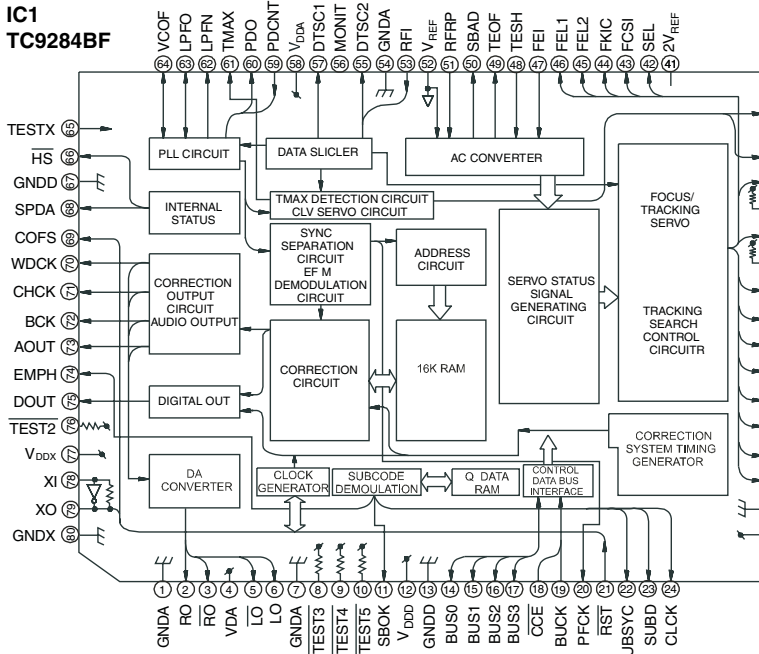 IC1
TC9284BF
VCOF
LPFO
LPFN
TMAX
PDO
PDCNT
VDDA
DTSC1
MONIT
DTSC2
GNDA
RFI
VREF
RFRP
SBAD
TEOF
TESH
FEI
FEL1
FEL2
FKIC
FCSI
SEL
2VREF
64 63 62 61 60 59 58 57 56 55 54 53 52 51 50 49 48 47 46 45 44 43 42 41
TESTX 65
HS 66
GNDD 67
SPDA 68
COFS 69
WDCK 70
CHCK 71
BCK 72
AOUT 73
EMPH 74
DOUT 75
TEST2 76
VDDX 77
XI 78
XO 79
GNDX 80
PLL CIRCUIT
DATA SLICLER
AC CONVERTER
INTERNAL
STATUS
TMAX DETECTION CIRCUIT
CLV SERVO CIRCUIT
FOCUS/
TRACKING
SERVO
TRACKING
SEARCH
CONTROL
CIRCUITR
SYNC
SEPARATION
CIRCUIT
EF M
DEMODULATION
CIRCUIT
ADDRESS
CIRCUIT
SERVO STATUS
SIGNAL
GENERATING
CIRCUIT
CORRECTION
OUTPUT
CIRCUIT
AUDIO OUTPUT
CORRECTION
CIRCUIT
16K RAM
DIGITAL OUT
CORRECTION
SYSTEM TIMING
GENERATOR
DA
CONVERTER
CLOCK
GENERATOR
SUBCODE
DEMOULATION
Q DATA
RAM
CONTROL
DATA BUS
INTERFACE
1 2 3 4 5 6 7 8 9 10 11 12 13 14 15 16 17 18 19 20 21 22 23 24
GNDA
RO
RO
VDA
LO
LO
GNDA
TEST3
TEST4
TEST5
SBOK
VDDD
GNDD
BUS0
BUS1
BUS2
BUS3
CCE
BUCK
PFCK
RST
JBSYC
SUBD
CLCK